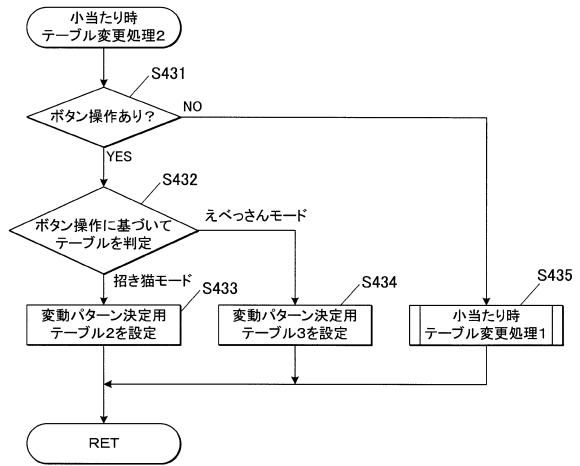 小当たり時
テーブル変更処理2
S431
ボタン操作あり?
NO
YES
S432
ボタン操作に基づいて
テーブルを判定
えべっさんモード
招き猫モード
S433
変動パターン決定用
テーブル2を設定
S434
変動パターン決定用
テーブル3を設定
S435
小当たり時
テーブル変更処理1
RET